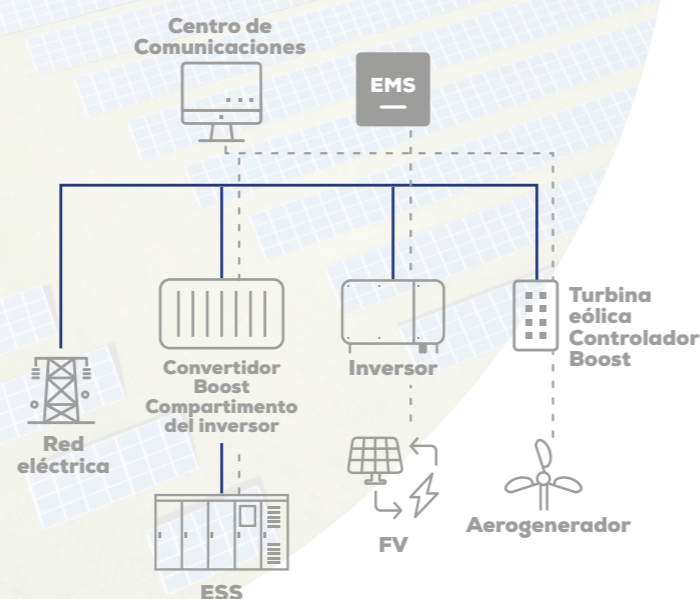 Centro de
Comunicaciones
EMS
Convertidor
Boost
Compartimento
del inversor
Inversor
Turbina
eólica
Controlador
Boost
Red
eléctrica
FV
Aerogenerador
ESS